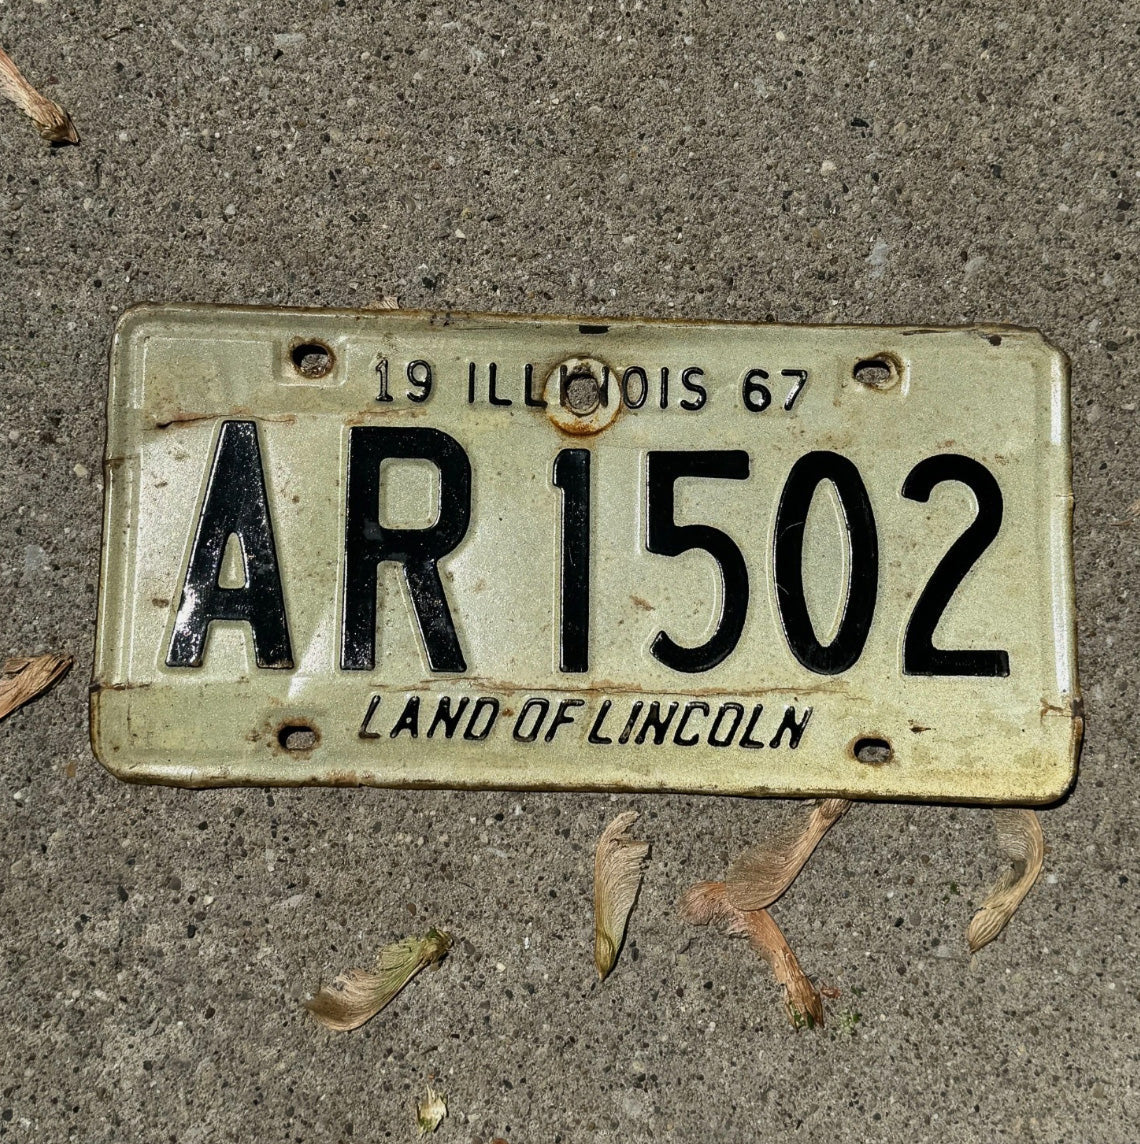 19 ILLINOIS 67
AR 1502
LAND OF LINCOLN